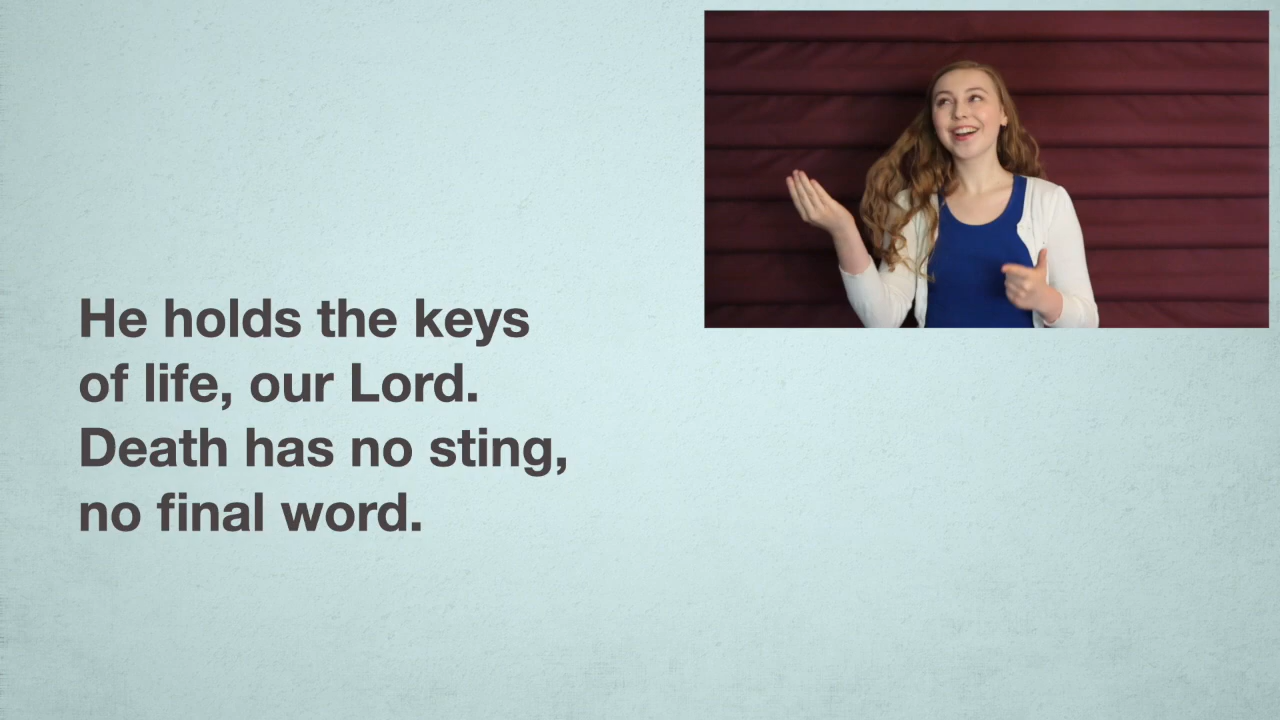 He holds the keys
of life, our Lord.
Death has no sting,
no final word.